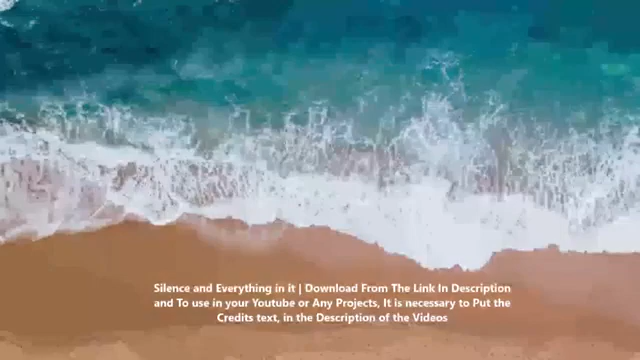 Silence and Everything in it | Download From The Link In Description
and To use in your Youtube or Any Projects, It is necessary to Put the
Credits text, in the Description of the Videos